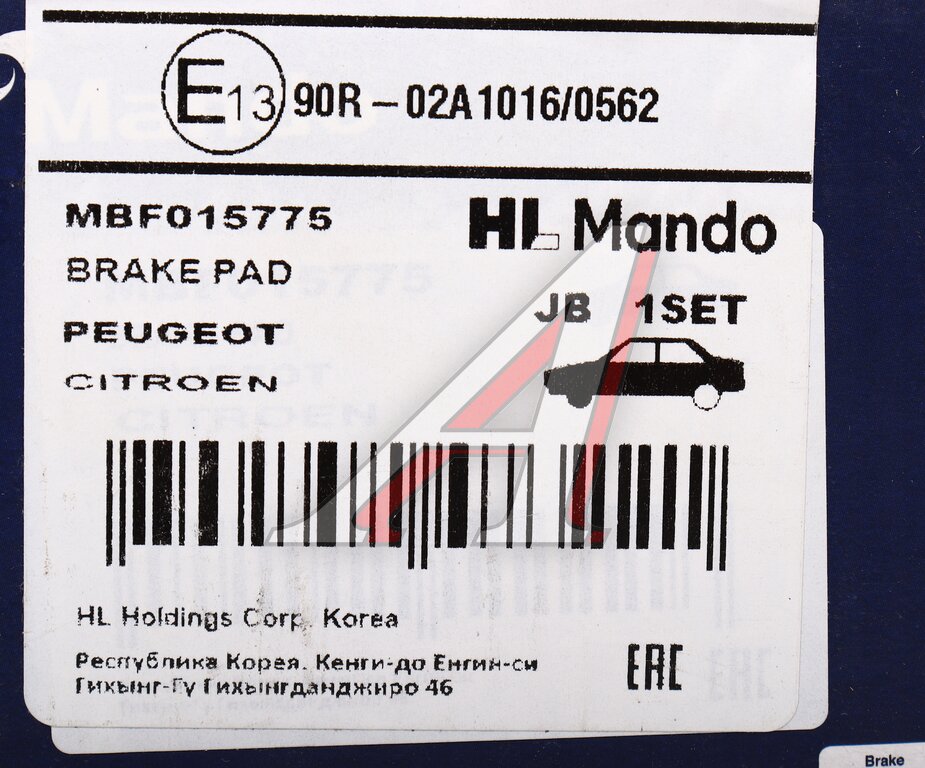 E13 90R - 02A1016/0562
MBF015775
HL Mando
BRAKE PAD
JB 1SET
PEUGEOT
CITROEN
HL Holdings Corp. Korea
Республика Корея. Кенги-до Енгин-си
Гихынг-Гу Гихынгданджиро 46
EAC
Brake